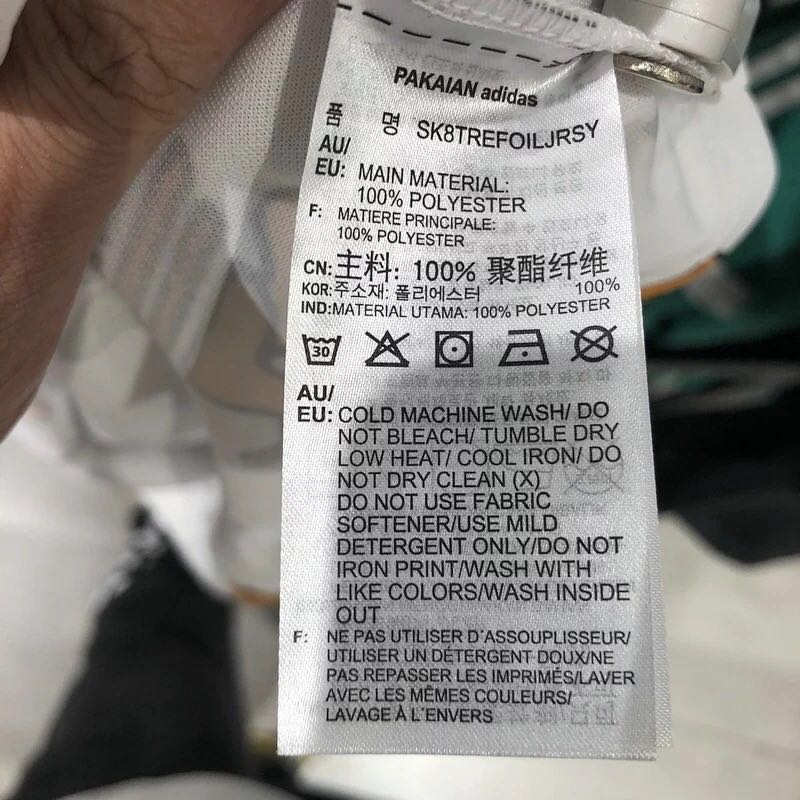 PAKAIAN adidas
품 명 SK8TREFOILJRSY
AU/
EU: MAIN MATERIAL:
100% POLYESTER
F: MATIERE PRINCIPALE:
100% POLYESTER
CN:主料: 100% 聚酯纤维
KOR:주소재: 폴리에스터 100%
IND:MATERIAL UTAMA: 100% POLYESTER
30
AU/
EU: COLD MACHINE WASH/ DO
NOT BLEACH/ TUMBLE DRY
LOW HEAT/ COOL IRON/ DO
NOT DRY CLEAN (X)
DO NOT USE FABRIC
SOFTENER/USE MILD
DETERGENT ONLY/DO NOT
IRON PRINT/WASH WITH
LIKE COLORS/WASH INSIDE
OUT
F: NE PAS UTILISER D'ASSOUPLISSEUR/
UTILISER UN DÉTERGENT DOUX/NE
PAS REPASSER LES IMPRIMÉS/LAVER
AVEC LES MÊMES COULEURS/
LAVAGE À L'ENVERS